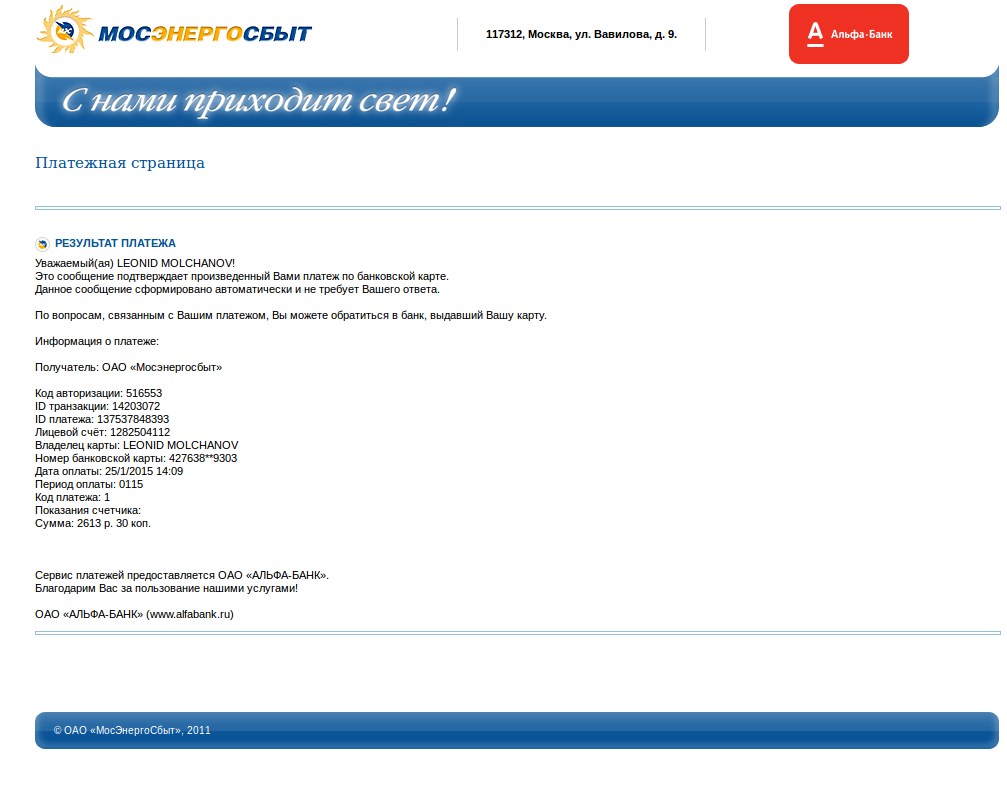 МОСЭНЕРГОСБЫТ
117312, Москва, ул. Вавилова, д. 9.
А Альфа·Банк
С нами приходит свет!
Платежная страница
РЕЗУЛЬТАТ ПЛАТЕЖА
Уважаемый(ая) LEONID MOLCHANOV!
Это сообщение подтверждает произведенный Вами платеж по банковской карте.
Данное сообщение сформировано автоматически и не требует Вашего ответа.
По вопросам, связанным с Вашим платежом, Вы можете обратиться в банк, выдавший Вашу карту.
Информация о платеже:
Получатель: ОАО «Мосэнергосбыт»
Код авторизации: 516553
ID транзакции: 14203072
ID платежа: 137537848393
Лицевой счёт: 1282504112
Владелец карты: LEONID MOLCHANOV
Номер банковской карты: 427638**9303
Дата оплаты: 25/1/2015 14:09
Период оплаты: 0115
Код платежа: 1
Показания счетчика:
Сумма: 2613 р. 30 коп.
Сервис платежей предоставляется ОАО «АЛЬФА-БАНК».
Благодарим Вас за пользование нашими услугами!
ОАО «АЛЬФА-БАНК» (www.alfabank.ru)
© ОАО «МосЭнергоСбыт», 2011